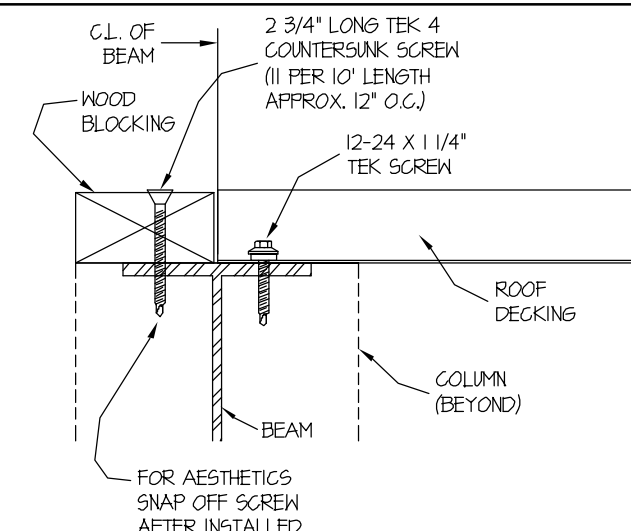 C.L. OF
BEAM
2 3/4" LONG TEK 4
COUNTERSUNK SCREW
(11 PER 10' LENGTH
APPROX. 12" O.C.)
WOOD
BLOCKING
12-24 X 1 1/4"
TEK SCREW
ROOF
DECKING
COLUMN
(BEYOND)
BEAM
FOR AESTHETICS
SNAP OFF SCREW
AFTER INSTALLED